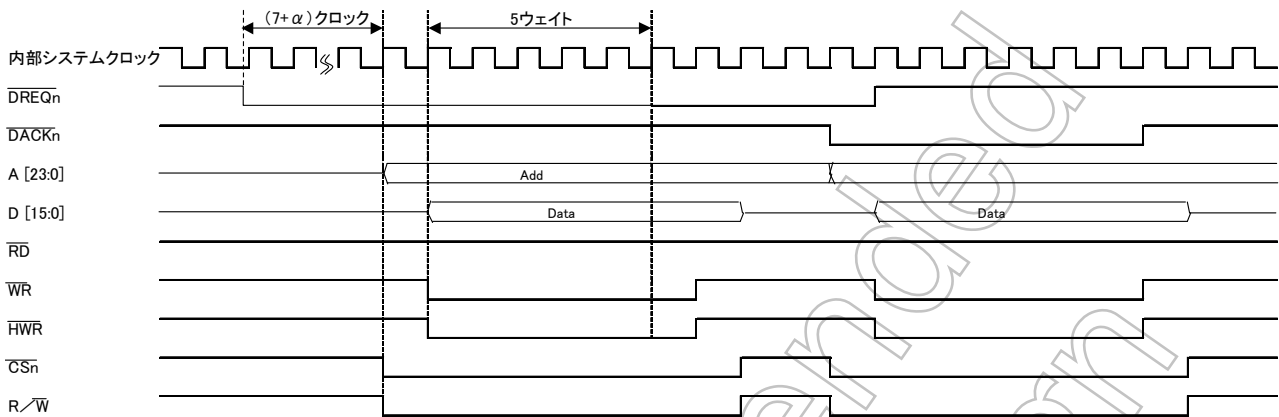 (7+α)クロック
5ウェイト
内部システムクロック
DREQn
DACKn
A [23:0]
Add
D [15:0]
Data
Data
RD
WR
HWR
CSn
R／W